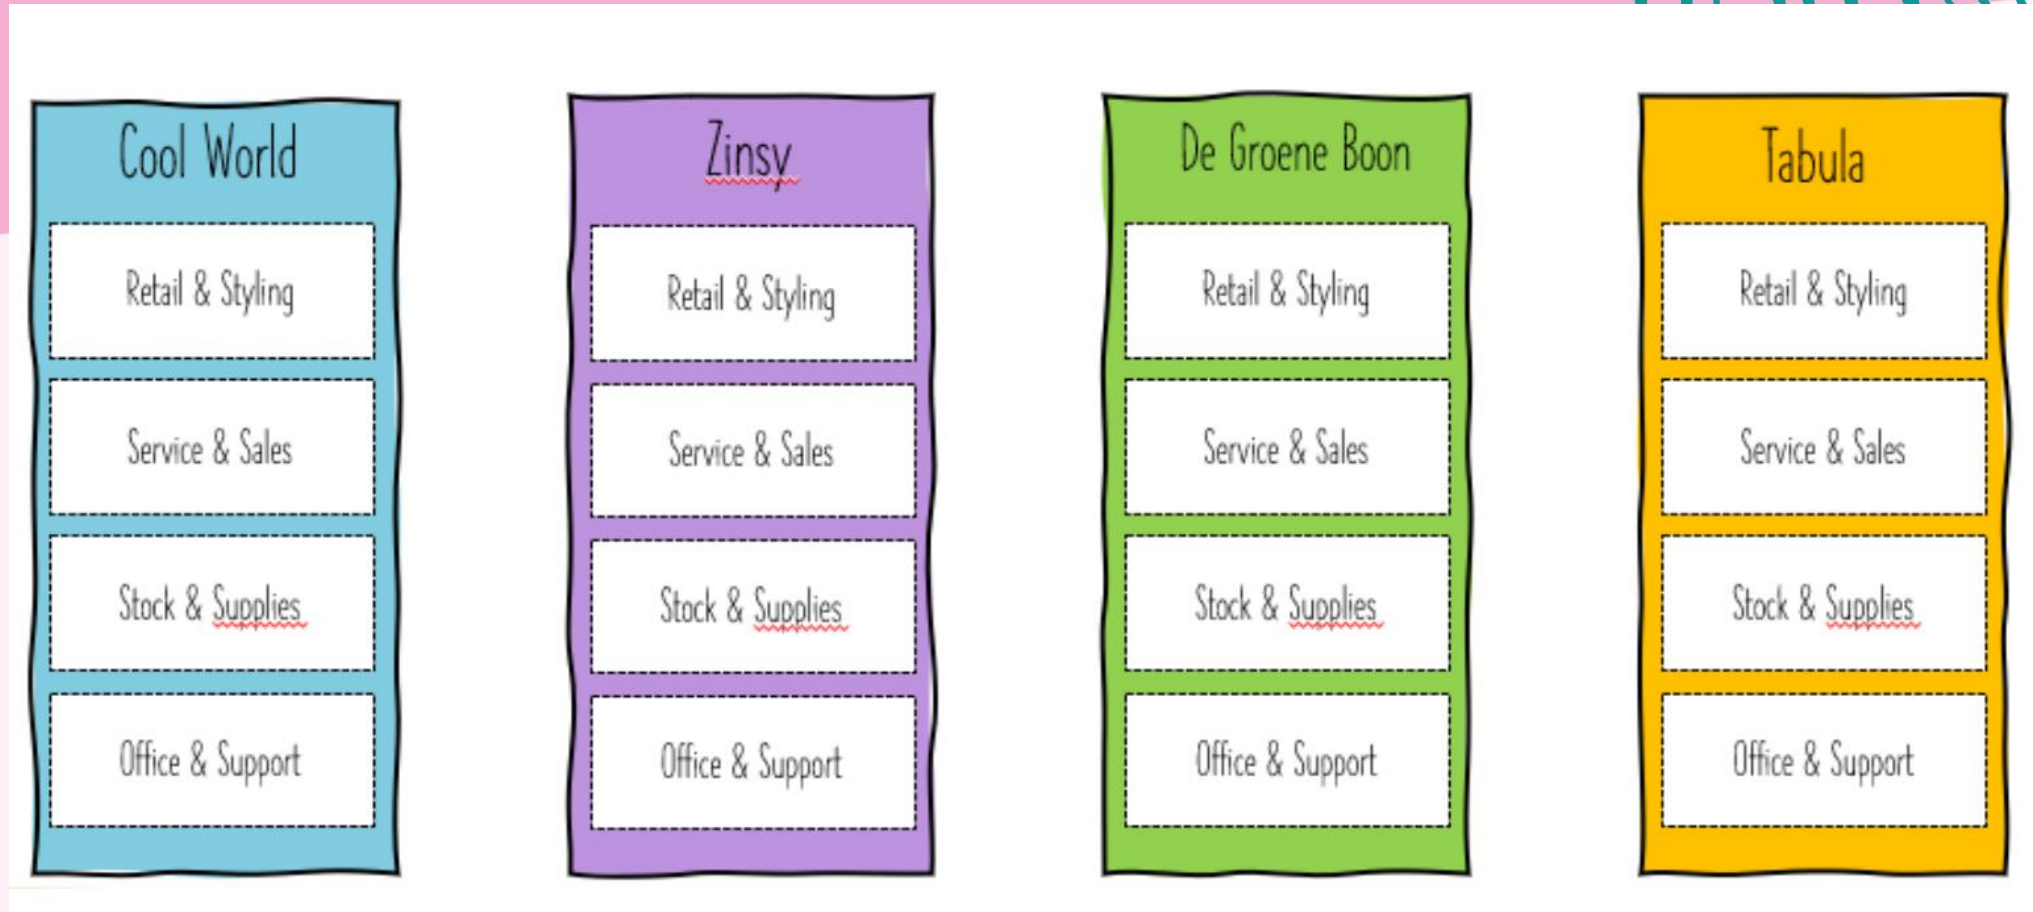 Cool World
Retail & Styling
Service & Sales
Stock & Supplies
Office & Support
Zinsy
Retail & Styling
Service & Sales
Stock & Supplies
Office & Support
De Groene Boon
Retail & Styling
Service & Sales
Stock & Supplies
Office & Support
Tabula
Retail & Styling
Service & Sales
Stock & Supplies
Office & Support